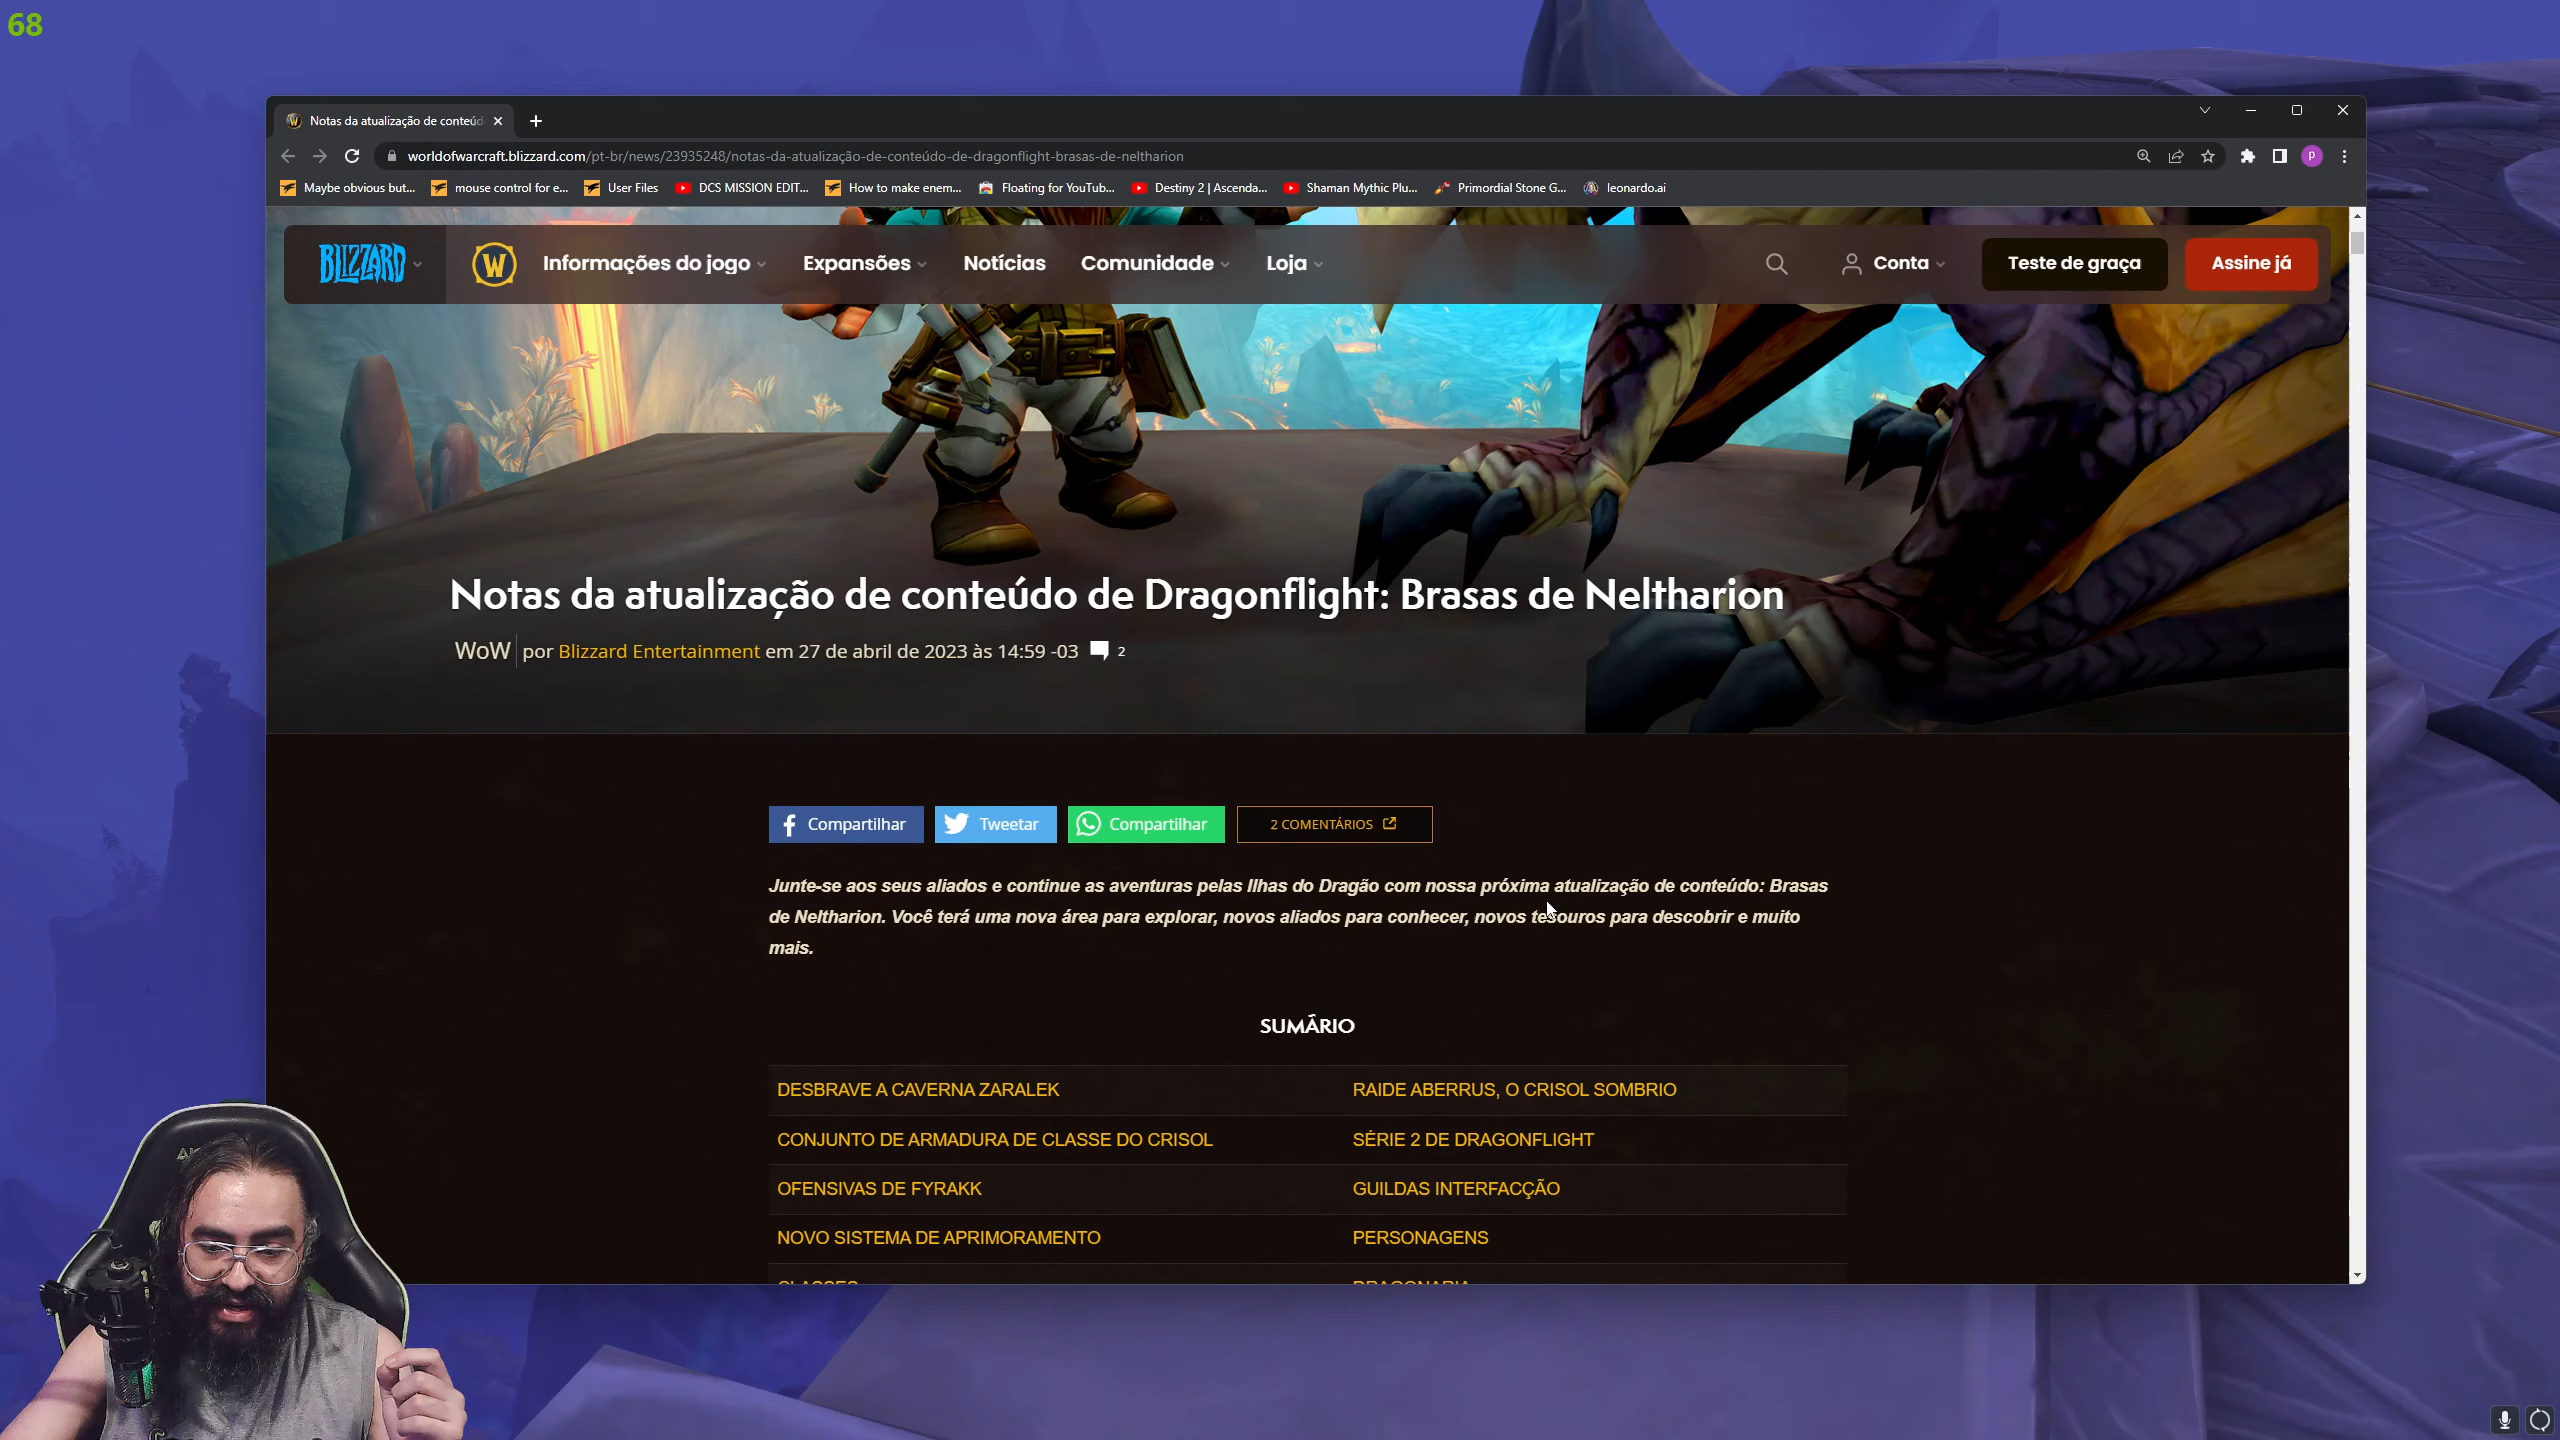 68
Notas da atualização de conteúd
worldofwarcraft.blizzard.com/pt-br/news/23935248/notas-da-atualização-de-conteúdo-de-dragonflight-brasas-de-neltharion
P
Maybe obvious but... mouse control for e... User Files DCS MISSION EDIT... How to make enem... Floating for YouTub... Destiny 2 | Ascenda... Shaman Mythic Plu... Primordial Stone G... leonardo.ai
BLIZZARD W Informações do jogo Expansões Notícias Comunidade Loja Conta Teste de graça Assine já
Notas da atualização de conteúdo de Dragonflight: Brasas de Neltharion
WoW por Blizzard Entertainment em 27 de abril de 2023 às 14:59 -03 2
Compartilhar Tweetar Compartilhar 2 COMENTÁRIOS
Junte-se aos seus aliados e continue as aventuras pelas Ilhas do Dragão com nossa próxima atualização de conteúdo: Brasas
de Neltharion. Você terá uma nova área para explorar, novos aliados para conhecer, novos tesouros para descobrir e muito
mais.
SUMÁRIO
DESBRAVE A CAVERNA ZARALEK RAIDE ABERRUS, O CRISOL SOMBRIO
CONJUNTO DE ARMADURA DE CLASSE DO CRISOL SÉRIE 2 DE DRAGONFLIGHT
OFENSIVAS DE FYRAKK GUILDAS INTERFACÇÃO
NOVO SISTEMA DE APRIMORAMENTO PERSONAGENS
CLASSES DRAGONARIA